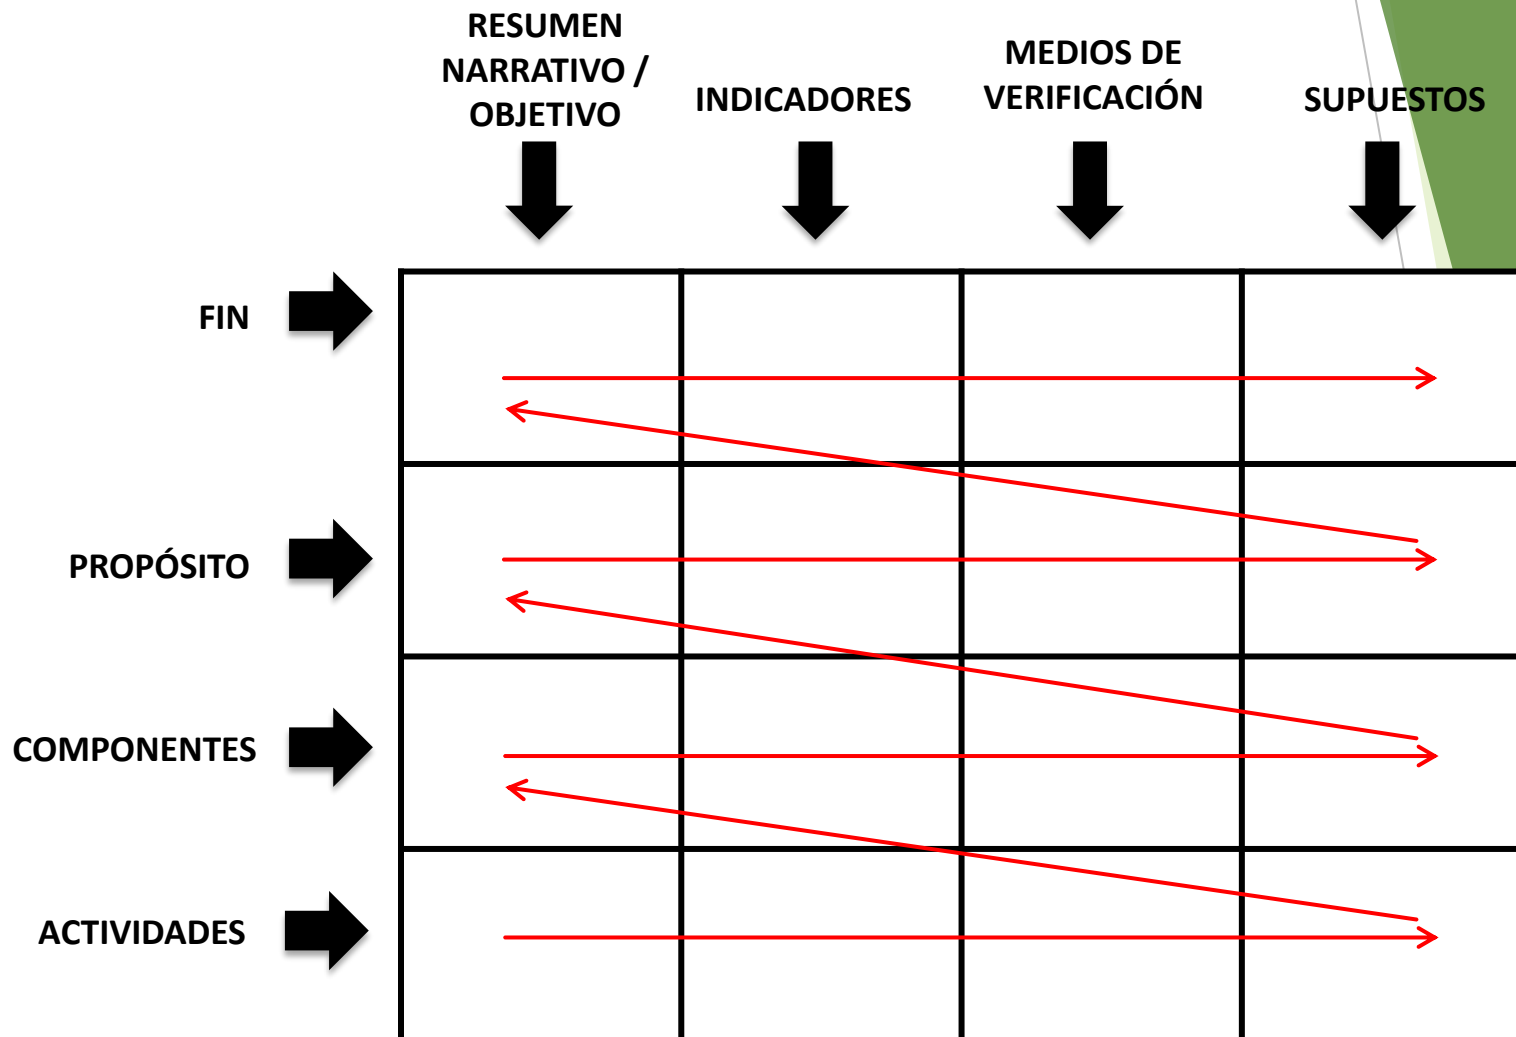 RESUMEN
NARRATIVO /
OBJETIVO
INDICADORES
MEDIOS DE
VERIFICACIÓN
SUPUESTOS
FIN
PROPÓSITO
COMPONENTES
ACTIVIDADES